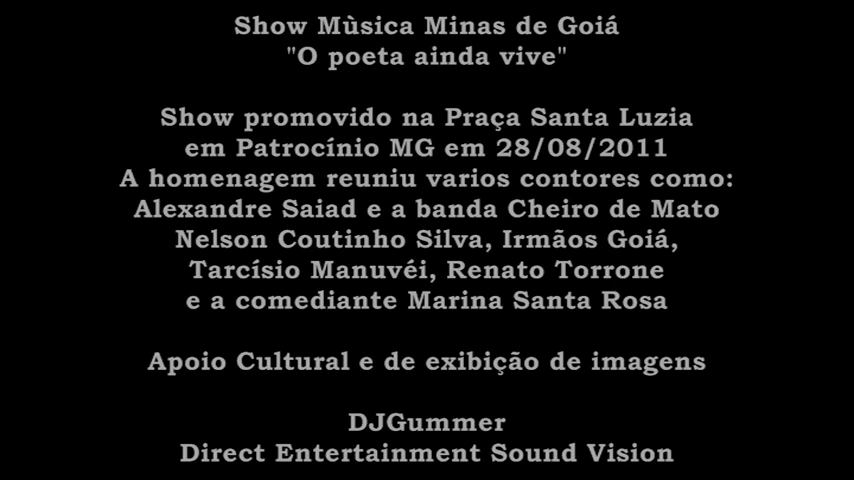 Show Mùsica Minas de Goiá
"O poeta ainda vive"
Show promovido na Praça Santa Luzia
em Patrocínio MG em 28/08/2011
A homenagem reuniu varios contores como:
Alexandre Saiad e a banda Cheiro de Mato
Nelson Coutinho Silva, Irmãos Goiá,
Tarcísio Manuvéi, Renato Torrone
e a comediante Marina Santa Rosa
Apoio Cultural e de exibição de imagens
DJGummer
Direct Entertainment Sound Vision